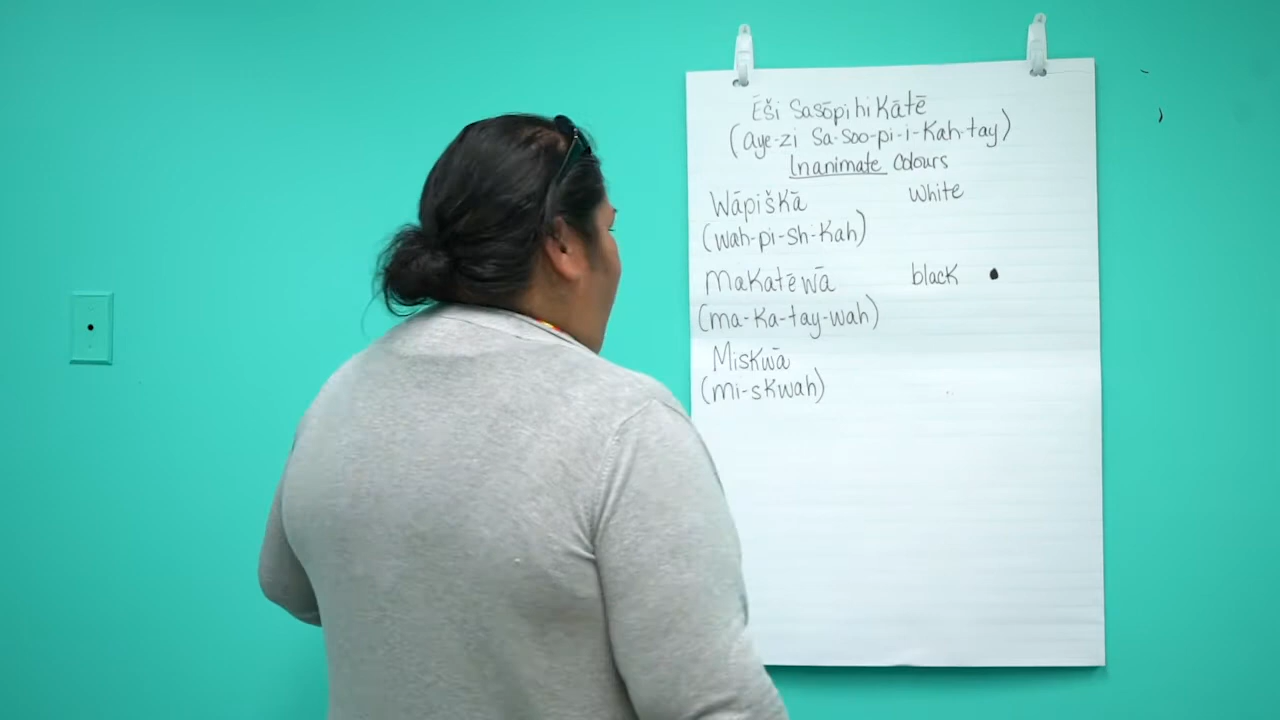 Ēši Sasōpihikātē
(aye-zi sa-soo-pi-i-Kah-tay)
Inanimate Colours
Wāpiškā white
(wah-pi-sh-Kah)
Makatēwā black
(ma-Ka-tay-wah)
Miskwā
(mi-skwah)